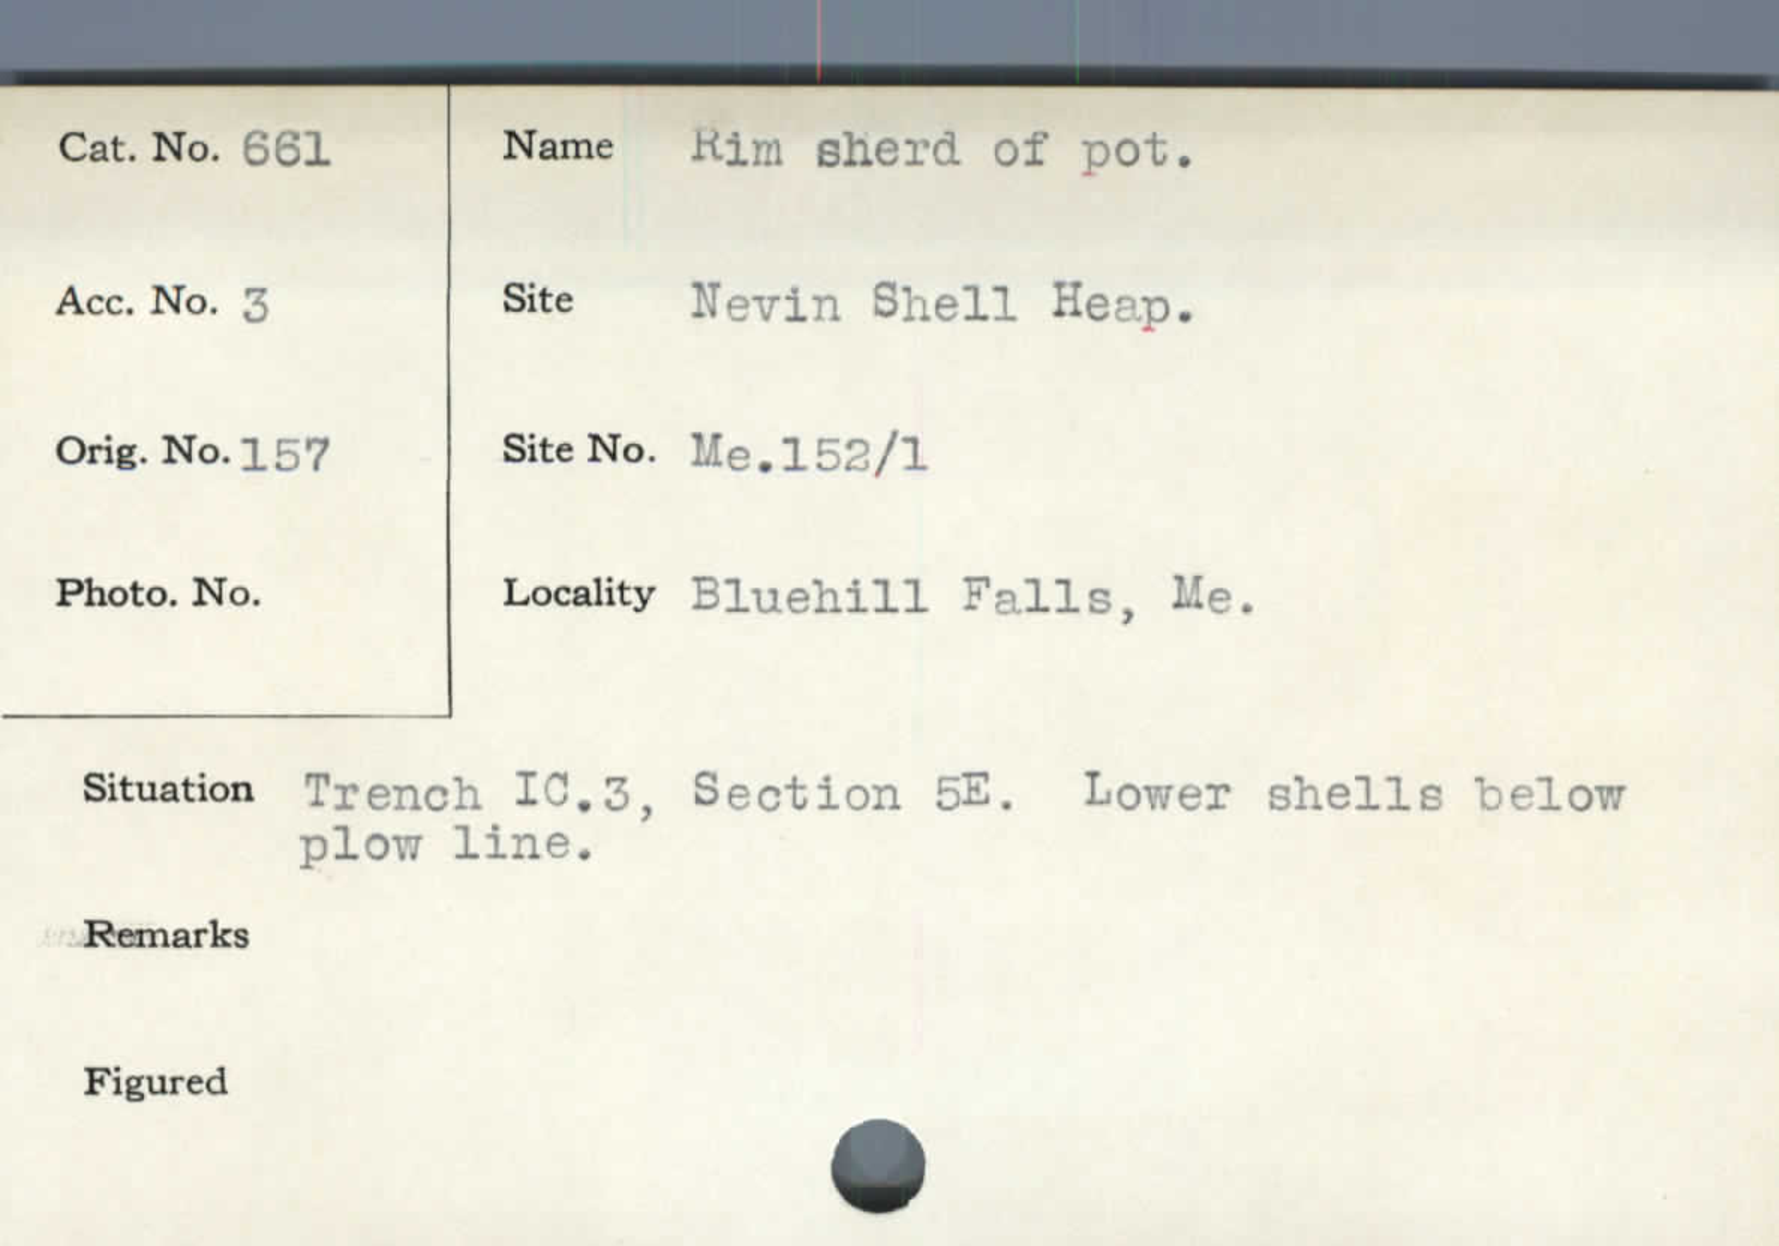 Cat. No. 661
Name Rim sherd of pot.
Acc. No. 3
Site Nevin Shell Heap.
Orig. No. 157
Site No. Me.152/1
Photo. No.
Locality Bluehill Falls, Me.
Situation Trench IC.3, Section 5E. Lower shells below
plow line.
Remarks
Figured